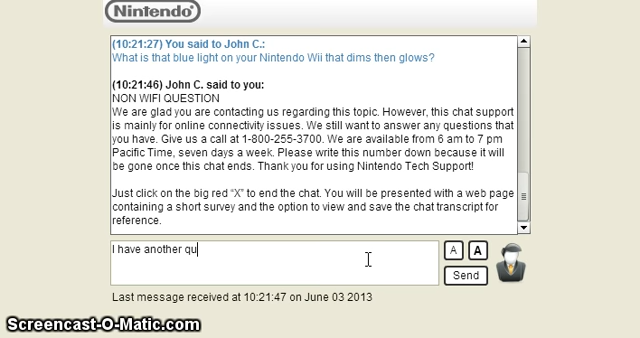 Nintendo
(10:21:27) You said to John C.:
What is that blue light on your Nintendo Wii that dims then glows?
(10:21:46) John C. said to you:
NON WIFI QUESTION
We are glad you are contacting us regarding this topic. However, this chat support
is mainly for online connectivity issues. We still want to answer any questions that
you have. Give us a call at 1-800-255-3700. We are available from 6 am to 7 pm
Pacific Time, seven days a week. Please write this number down because it will
be gone once this chat ends. Thank you for using Nintendo Tech Support!
Just click on the big red “X” to end the chat. You will be presented with a web page
containing a short survey and the option to view and save the chat transcript for
reference.
I have another qu
A A
Send
Last message received at 10:21:47 on June 03 2013
Screencast-O-Matic.com